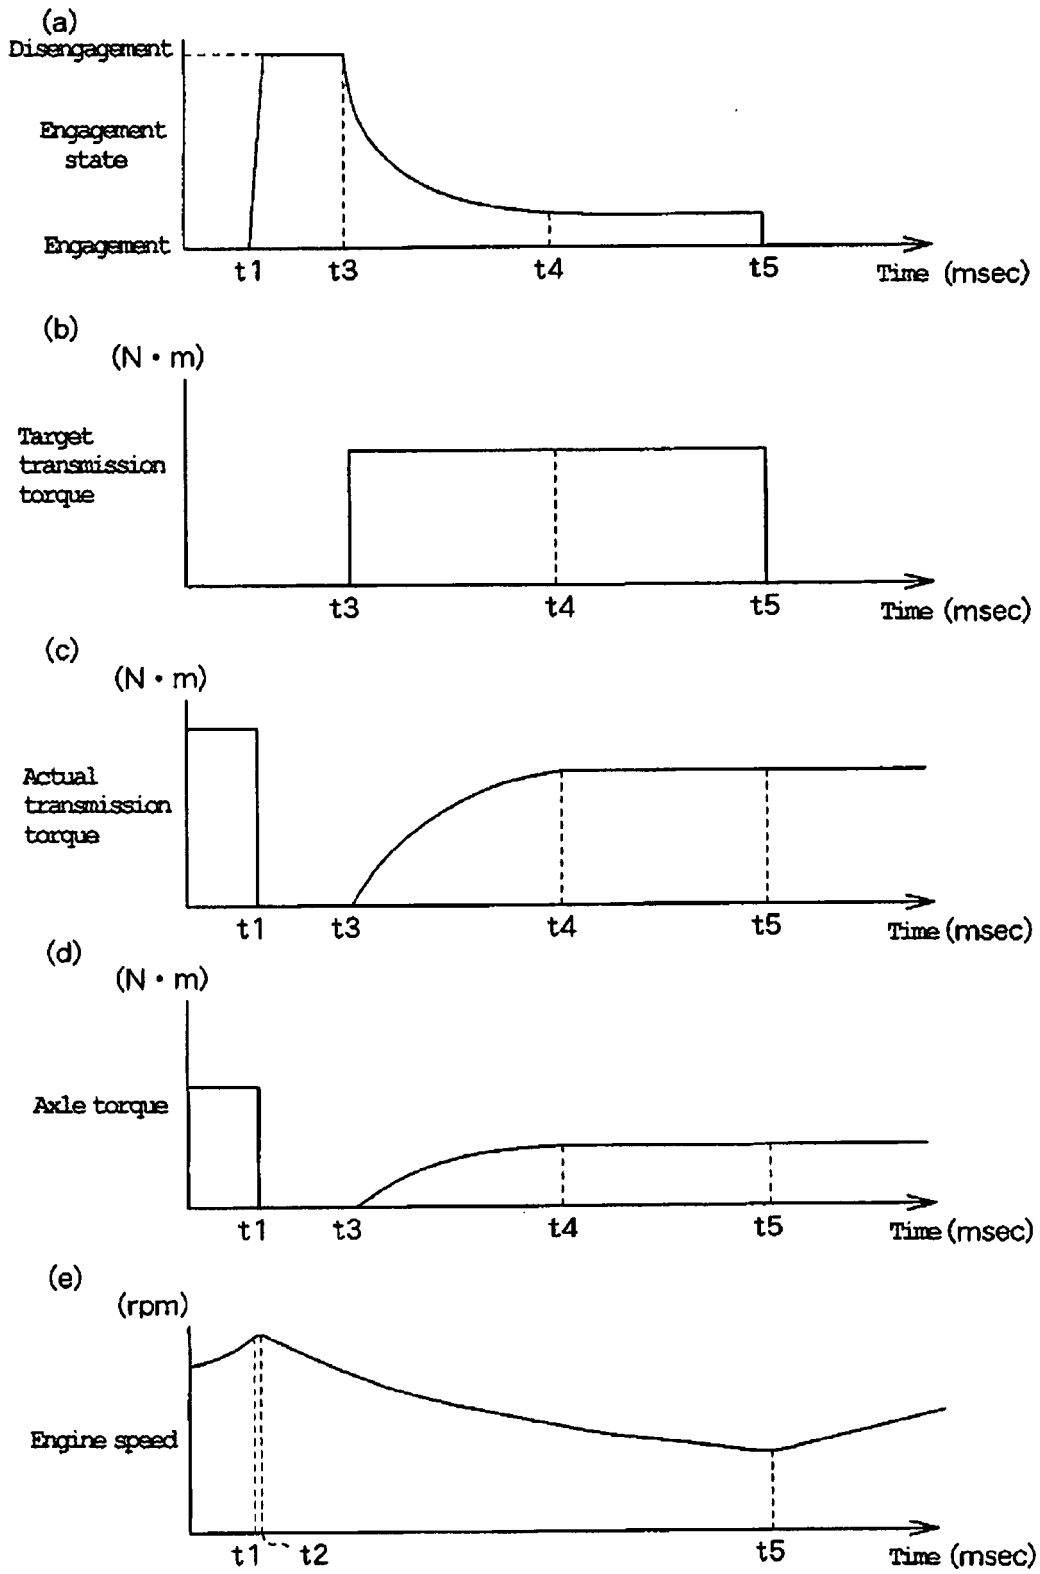 (a)
Disengagement
Engagement
state
Engagement
t1 t3 t4 t5 Time (msec)
(b)
(N・m)
Target
transmission
torque
t3 t4 t5 Time (msec)
(c)
(N・m)
Actual
transmission
torque
t1 t3 t4 t5 Time (msec)
(d)
(N・m)
Axle torque
t1 t3 t4 t5 Time (msec)
(e)
(rpm)
Engine speed
t1 t2 t5 Time (msec)